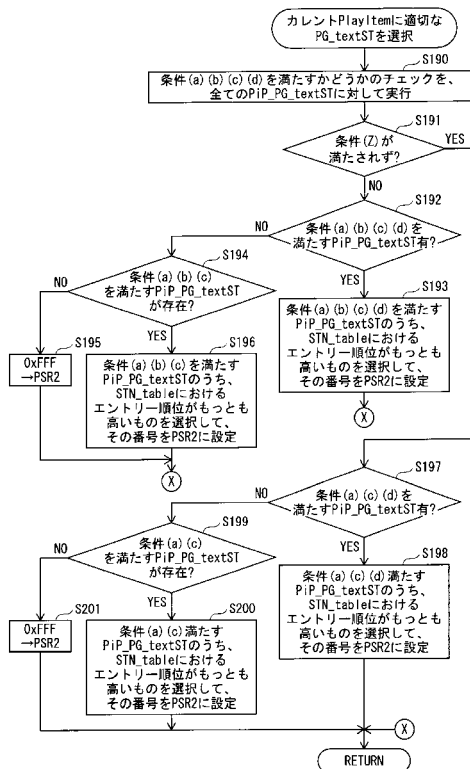 カレントPlayItemに適切な
PG_textSTを選択
S190
条件(a)(b)(c)(d)を満たすかどうかのチェックを、
全てのPiP_PG_textSTに対して実行
S191
条件(Z)が
満たされず?
YES
NO
S192
条件(a)(b)(c)(d)を
満たすPiP_PG_textST有?
NO
YES
S194
条件(a)(b)(c)
を満たすPiP_PG_textST
が存在?
NO
YES
S193
条件(a)(b)(c)(d)を満たす
PiP_PG_textSTのうち、
STN_tableにおける
エントリー順位がもっとも
高いものを選択して、
その番号をPSR2に設定
X
S195
0xFFF
→PSR2
S196
条件(a)(b)(c)を満たす
PiP_PG_textSTのうち、
STN_tableにおける
エントリー順位がもっとも
高いものを選択して、
その番号をPSR2に設定
X
S197
条件(a)(c)(d)を
満たすPiP_PG_textST有?
NO
YES
S199
条件(a)(c)
を満たすPiP_PG_textST
が存在?
NO
YES
S198
条件(a)(c)(d)満たす
PiP_PG_textSTのうち、
STN_tableにおける
エントリー順位がもっとも
高いものを選択して、
その番号をPSR2に設定
S201
0xFFF
→PSR2
S200
条件(a)(c)満たす
PiP_PG_textSTのうち、
STN_tableにおける
エントリー順位がもっとも
高いものを選択して、
その番号をPSR2に設定
X
RETURN